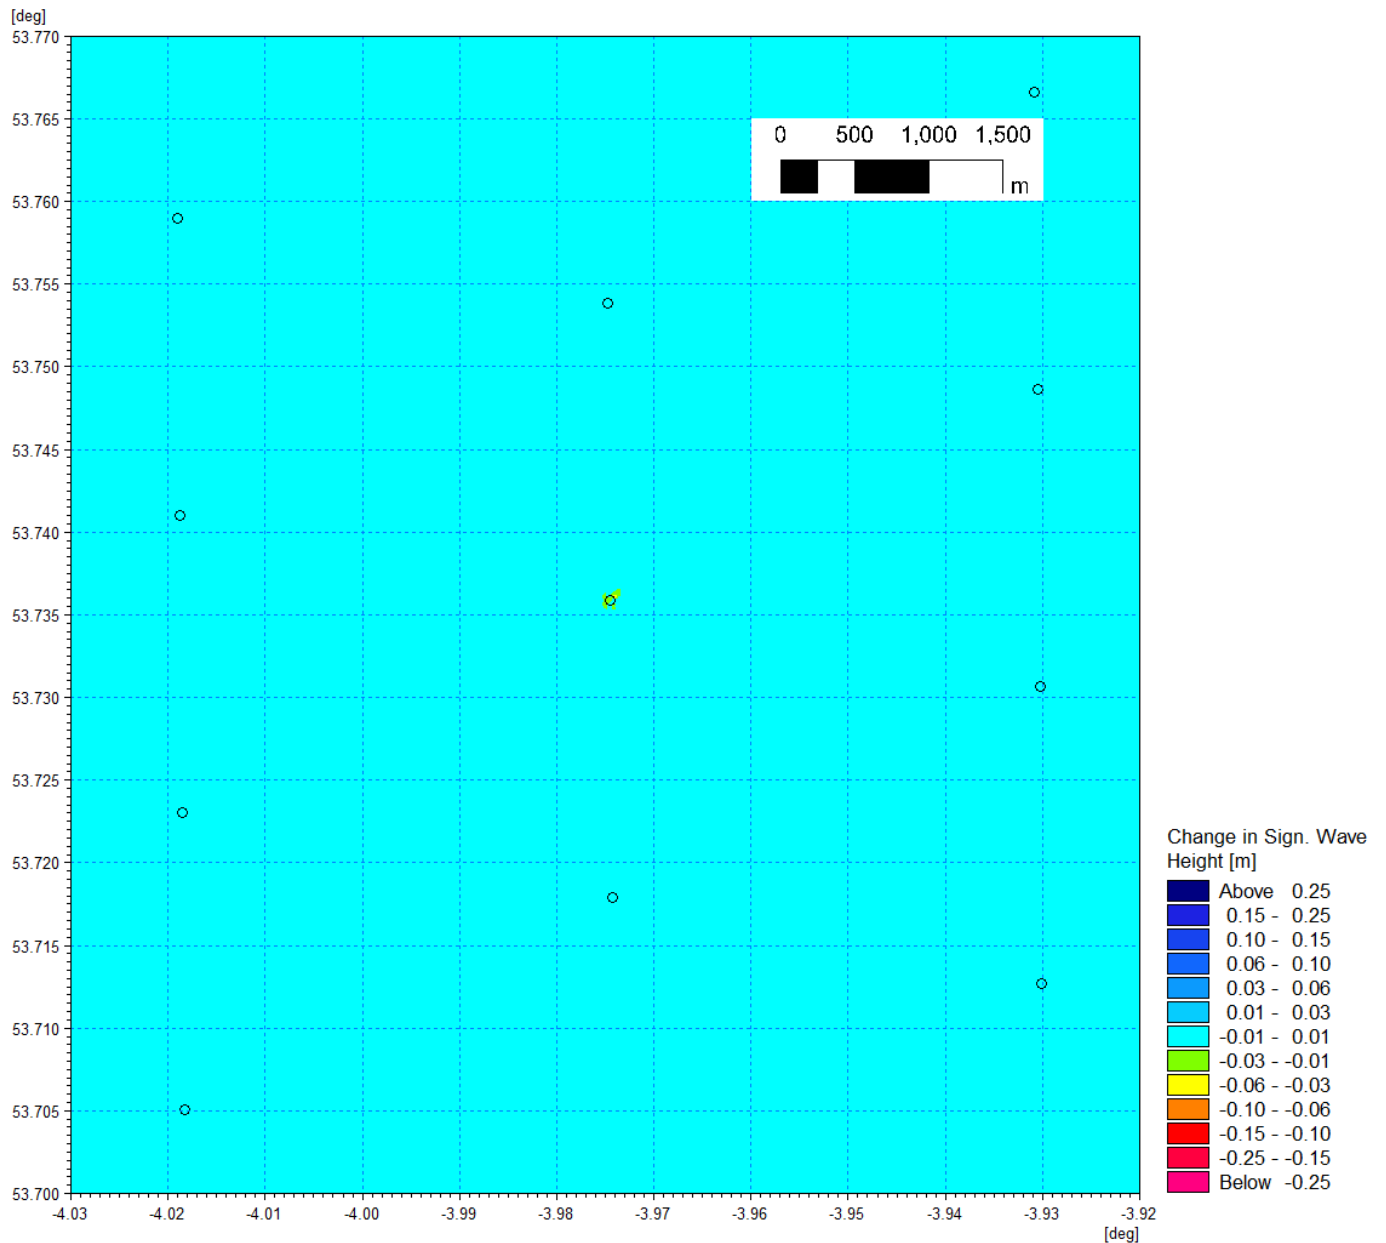 [deg]
53.770
53.765
53.760
53.755
53.750
53.745
53.740
53.735
53.730
53.725
53.720
53.715
53.710
53.705
53.700
0 500 1,000 1,500
m
-4.03 -4.02 -4.01 -4.00 -3.99 -3.98 -3.97 -3.96 -3.95 -3.94 -3.93 -3.92
[deg]
Change in Sign. Wave
Height [m]
Above 0.25
0.15 - 0.25
0.10 - 0.15
0.06 - 0.10
0.03 - 0.06
0.01 - 0.03
-0.01 - 0.01
-0.03 - -0.01
-0.06 - -0.03
-0.10 - -0.06
-0.15 - -0.10
-0.25 - -0.15
Below -0.25